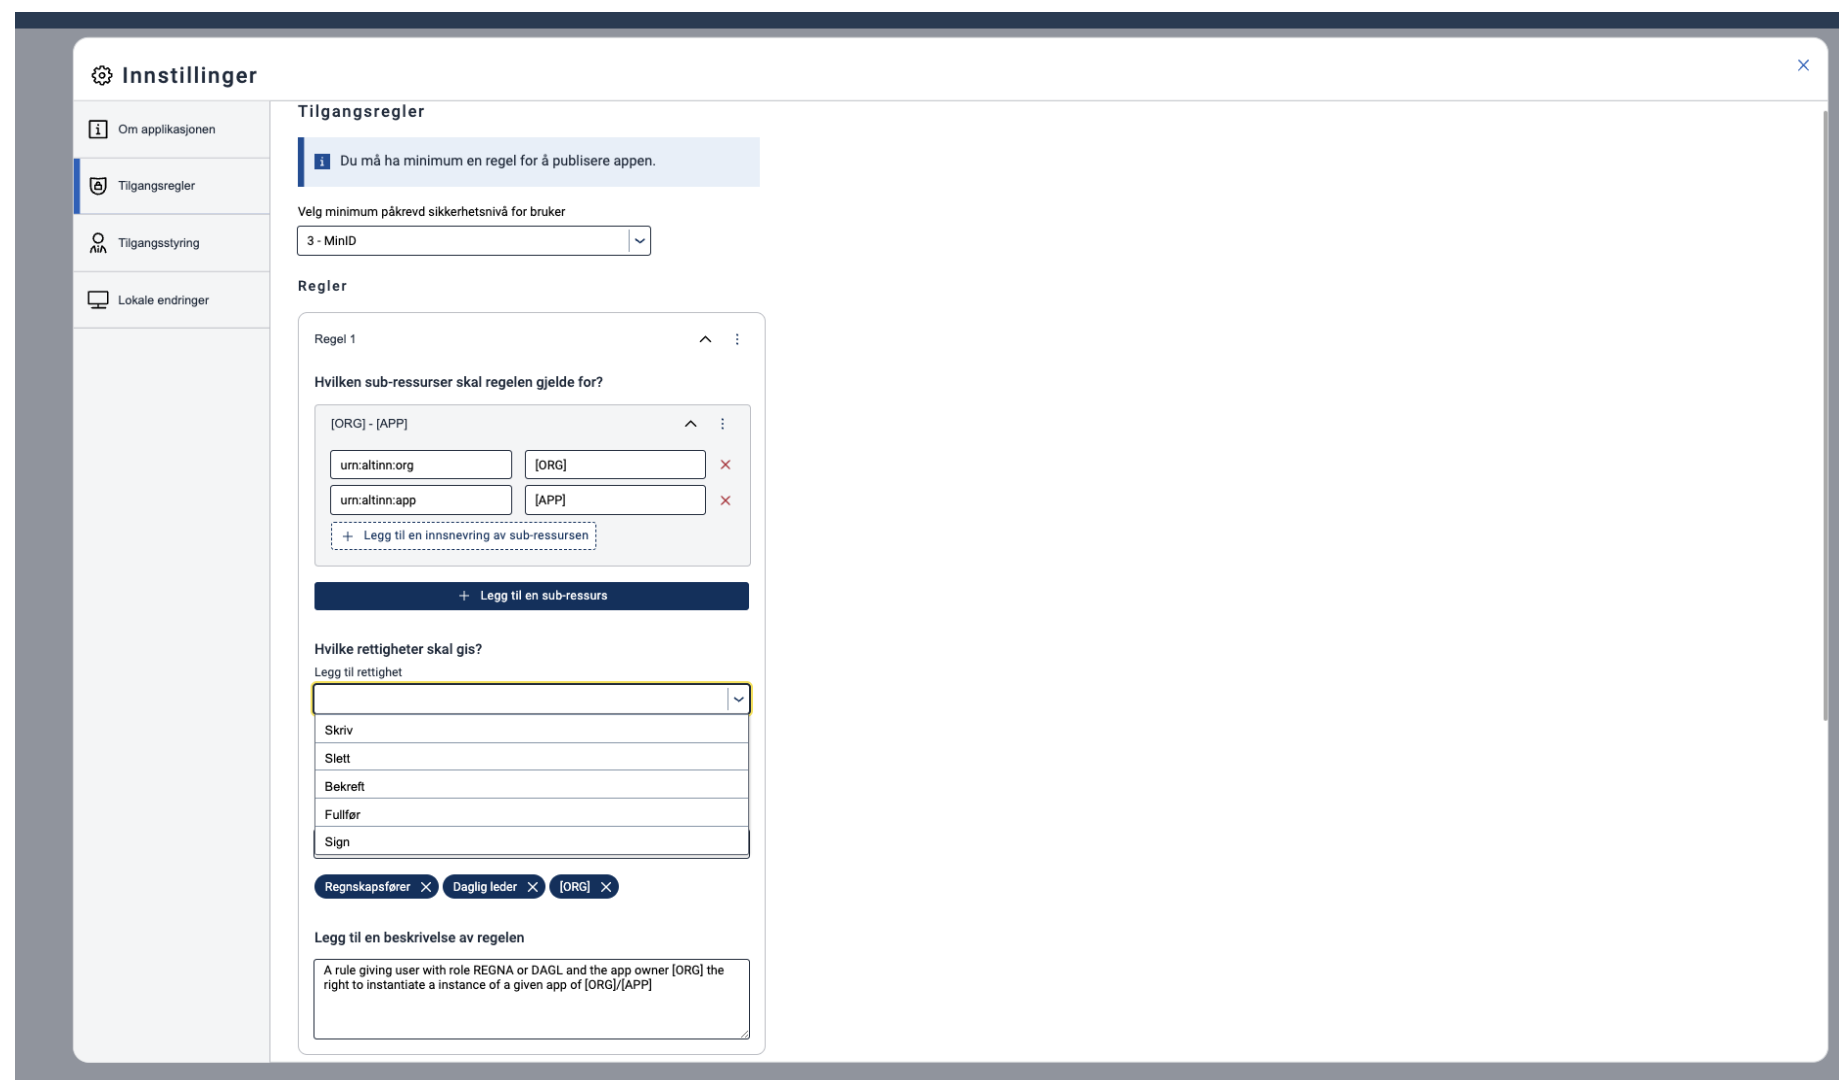 Innstillinger
Om applikasjonen
Tilgangsregler
Tilgangsstyring
Lokale endringer
Tilgangsregler
Du må ha minimum en regel for å publisere appen.
Velg minimum påkrevd sikkerhetsnivå for bruker
3 - MinID
Regler
Regel 1
Hvilken sub-ressurser skal regelen gjelde for?
[ORG] - [APP]
urn:altinn:org [ORG]
urn:altinn:app [APP]
Legg til en innsnevring av sub-ressursen
Legg til en sub-ressurs
Hvilke rettigheter skal gis?
Legg til rettighet
Skriv
Slett
Bekreft
Fullfør
Sign
Regnskapsfører Daglig leder [ORG]
Legg til en beskrivelse av regelen
A rule giving user with role REGNA or DAGL and the app owner [ORG] the
right to instantiate a instance of a given app of [ORG]/[APP]